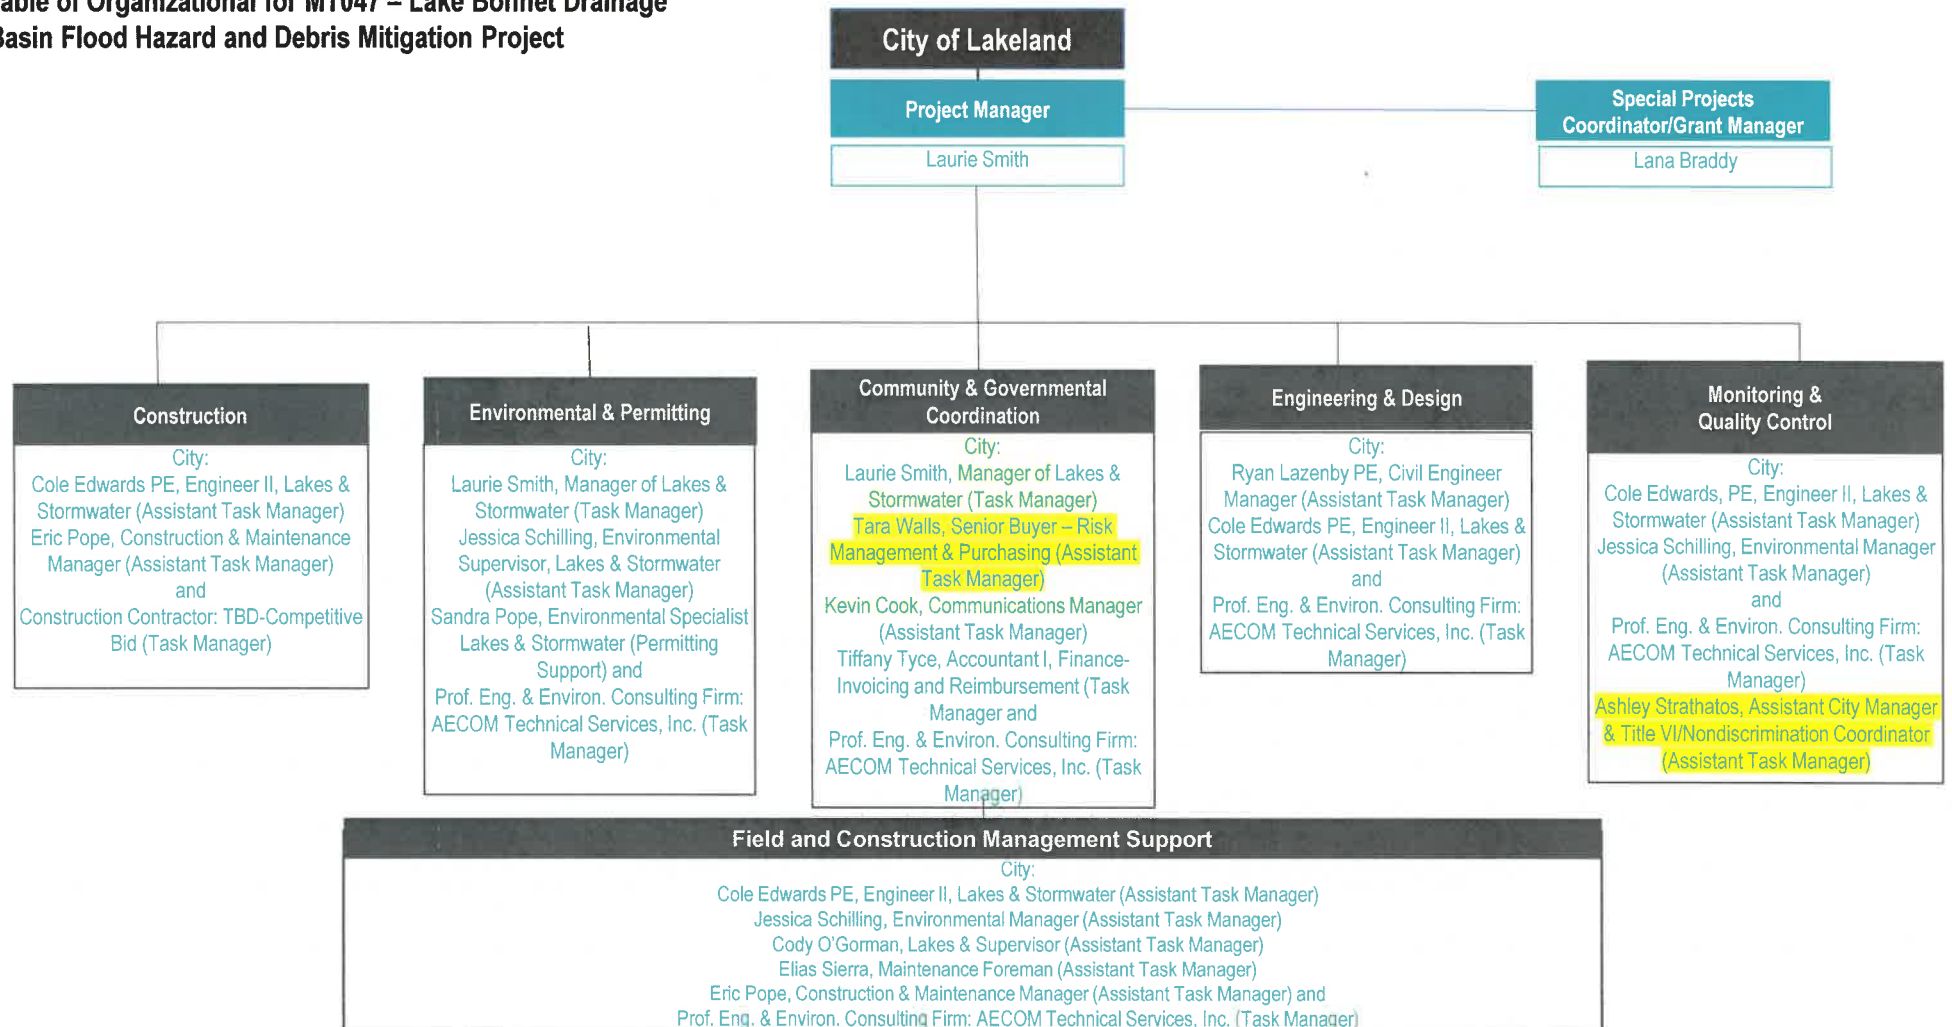 able of Organizational for MT047 – Lake Bonnet Drainage
Basin Flood Hazard and Debris Mitigation Project
City of Lakeland
Project Manager
Laurie Smith
Special Projects
Coordinator/Grant Manager
Lana Braddy
Construction
City:
Cole Edwards PE, Engineer II, Lakes &
Stormwater (Assistant Task Manager)
Eric Pope, Construction & Maintenance
Manager (Assistant Task Manager)
and
Construction Contractor: TBD-Competitive
Bid (Task Manager)
Environmental & Permitting
City:
Laurie Smith, Manager of Lakes &
Stormwater (Task Manager)
Jessica Schilling, Environmental
Supervisor, Lakes & Stormwater
(Assistant Task Manager)
Sandra Pope, Environmental Specialist
Lakes & Stormwater (Permitting
Support) and
Prof. Eng. & Environ. Consulting Firm:
AECOM Technical Services, Inc. (Task
Manager)
Community & Governmental
Coordination
City:
Laurie Smith, Manager of Lakes &
Stormwater (Task Manager)
Tara Walls, Senior Buyer – Risk
Management & Purchasing (Assistant
Task Manager)
Kevin Cook, Communications Manager
(Assistant Task Manager)
Tiffany Tyce, Accountant I, Finance-
Invoicing and Reimbursement (Task
Manager and
Prof. Eng. & Environ. Consulting Firm:
AECOM Technical Services, Inc. (Task
Manager)
Engineering & Design
City:
Ryan Lazenby PE, Civil Engineer
Manager (Assistant Task Manager)
Cole Edwards PE, Engineer II, Lakes &
Stormwater (Assistant Task Manager)
and
Prof. Eng. & Environ. Consulting Firm:
AECOM Technical Services, Inc. (Task
Manager)
Monitoring &
Quality Control
City:
Cole Edwards, PE, Engineer II, Lakes &
Stormwater (Assistant Task Manager)
Jessica Schilling, Environmental Manager
(Assistant Task Manager)
and
Prof. Eng. & Environ. Consulting Firm:
AECOM Technical Services, Inc. (Task
Manager)
Ashley Strathatos, Assistant City Manager
& Title VI/Nondiscrimination Coordinator
(Assistant Task Manager)
Field and Construction Management Support
City:
Cole Edwards PE, Engineer II, Lakes & Stormwater (Assistant Task Manager)
Jessica Schilling, Environmental Manager (Assistant Task Manager)
Cody O'Gorman, Lakes & Supervisor (Assistant Task Manager)
Elias Sierra, Maintenance Foreman (Assistant Task Manager)
Eric Pope, Construction & Maintenance Manager (Assistant Task Manager) and
Prof. Eng. & Environ. Consulting Firm: AECOM Technical Services, Inc. (Task Manager)